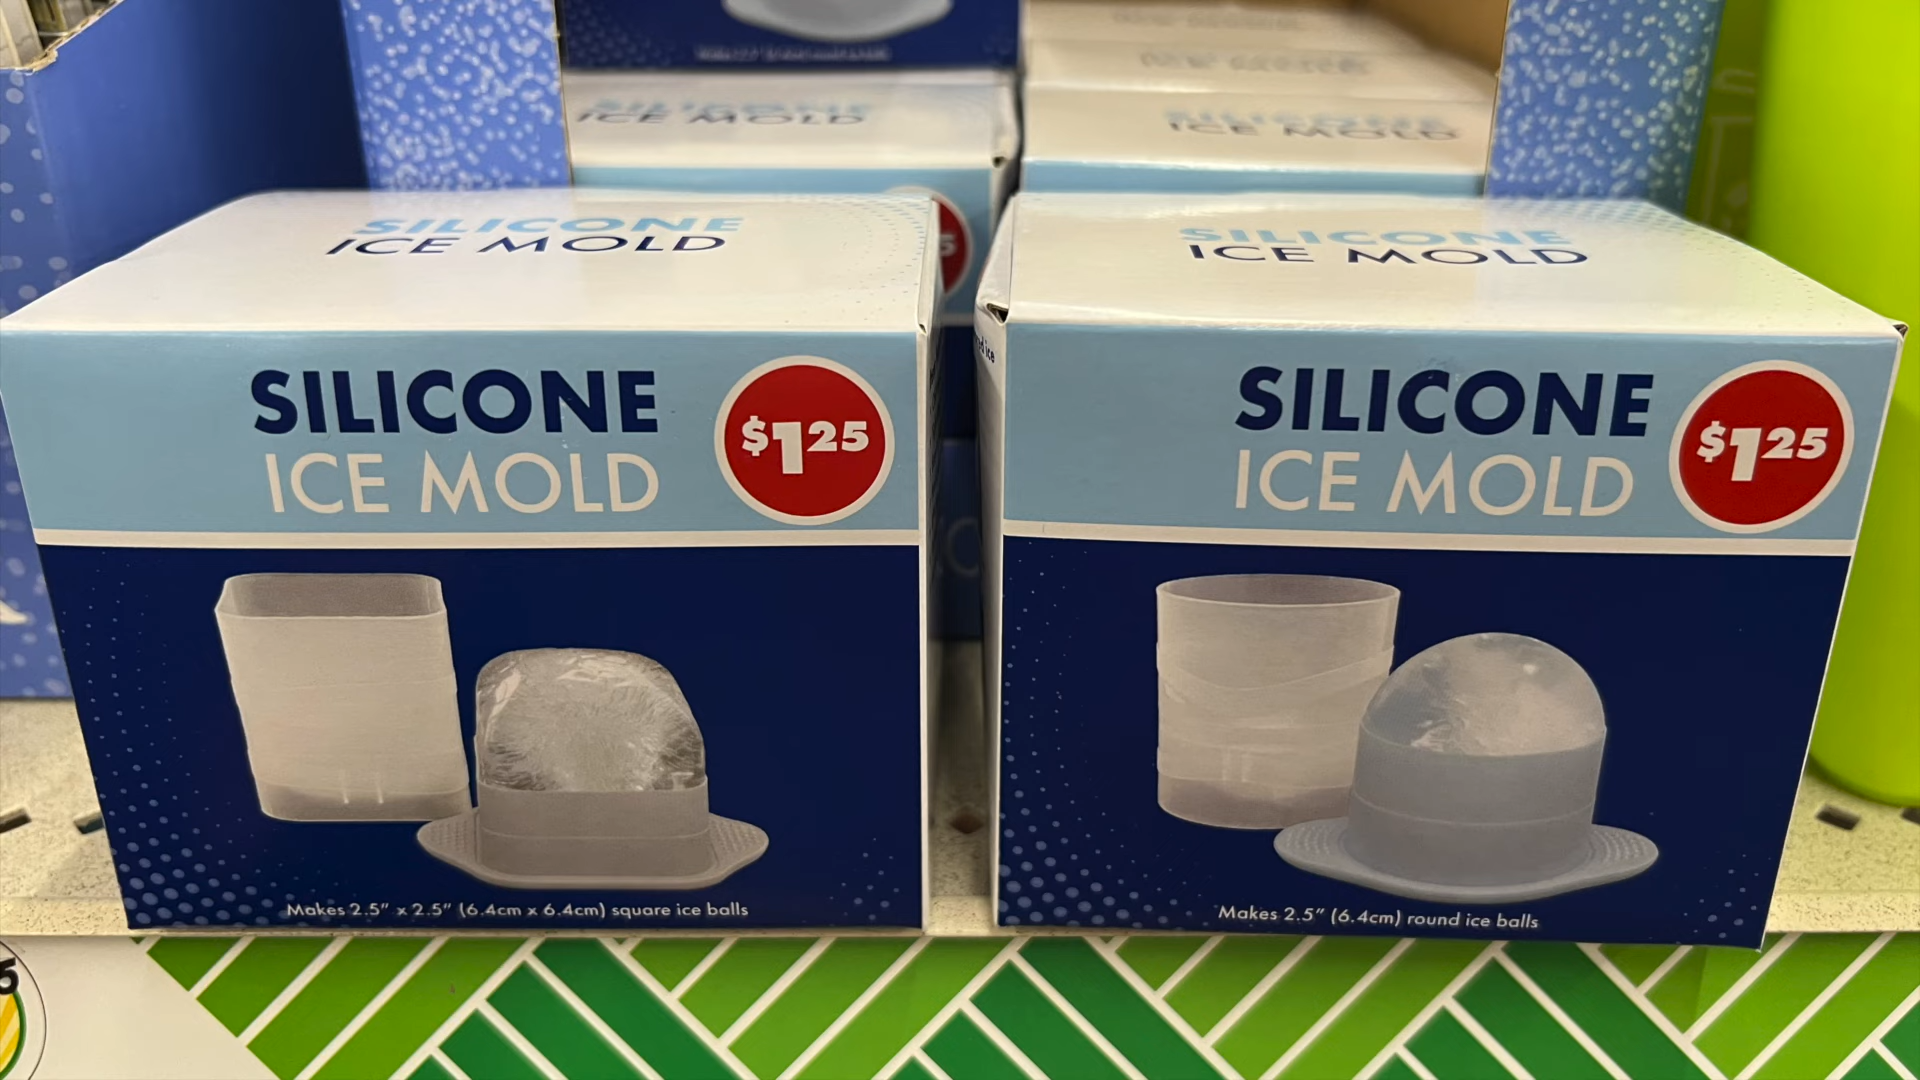 SILICONE
ICE MOLD
SILICONE
ICE MOLD
SILICONE
ICE MOLD
SILICONE
ICE MOLD
SILICONE
ICE MOLD
$1.25
Makes 2.5" x 2.5" (6.4cm x 6.4cm) square ice balls
SILICONE
ICE MOLD
$1.25
Makes 2.5" (6.4cm) round ice balls
ice
5